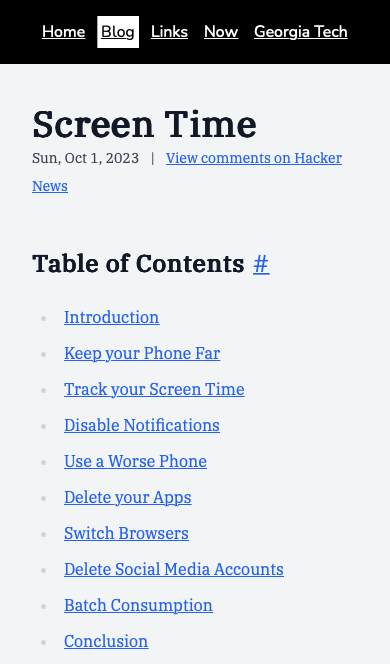 Home Blog Links Now Georgia Tech
Screen Time
Sun, Oct 1, 2023 | View comments on Hacker
News
Table of Contents #
Introduction
Keep your Phone Far
Track your Screen Time
Disable Notifications
Use a Worse Phone
Delete your Apps
Switch Browsers
Delete Social Media Accounts
Batch Consumption
Conclusion